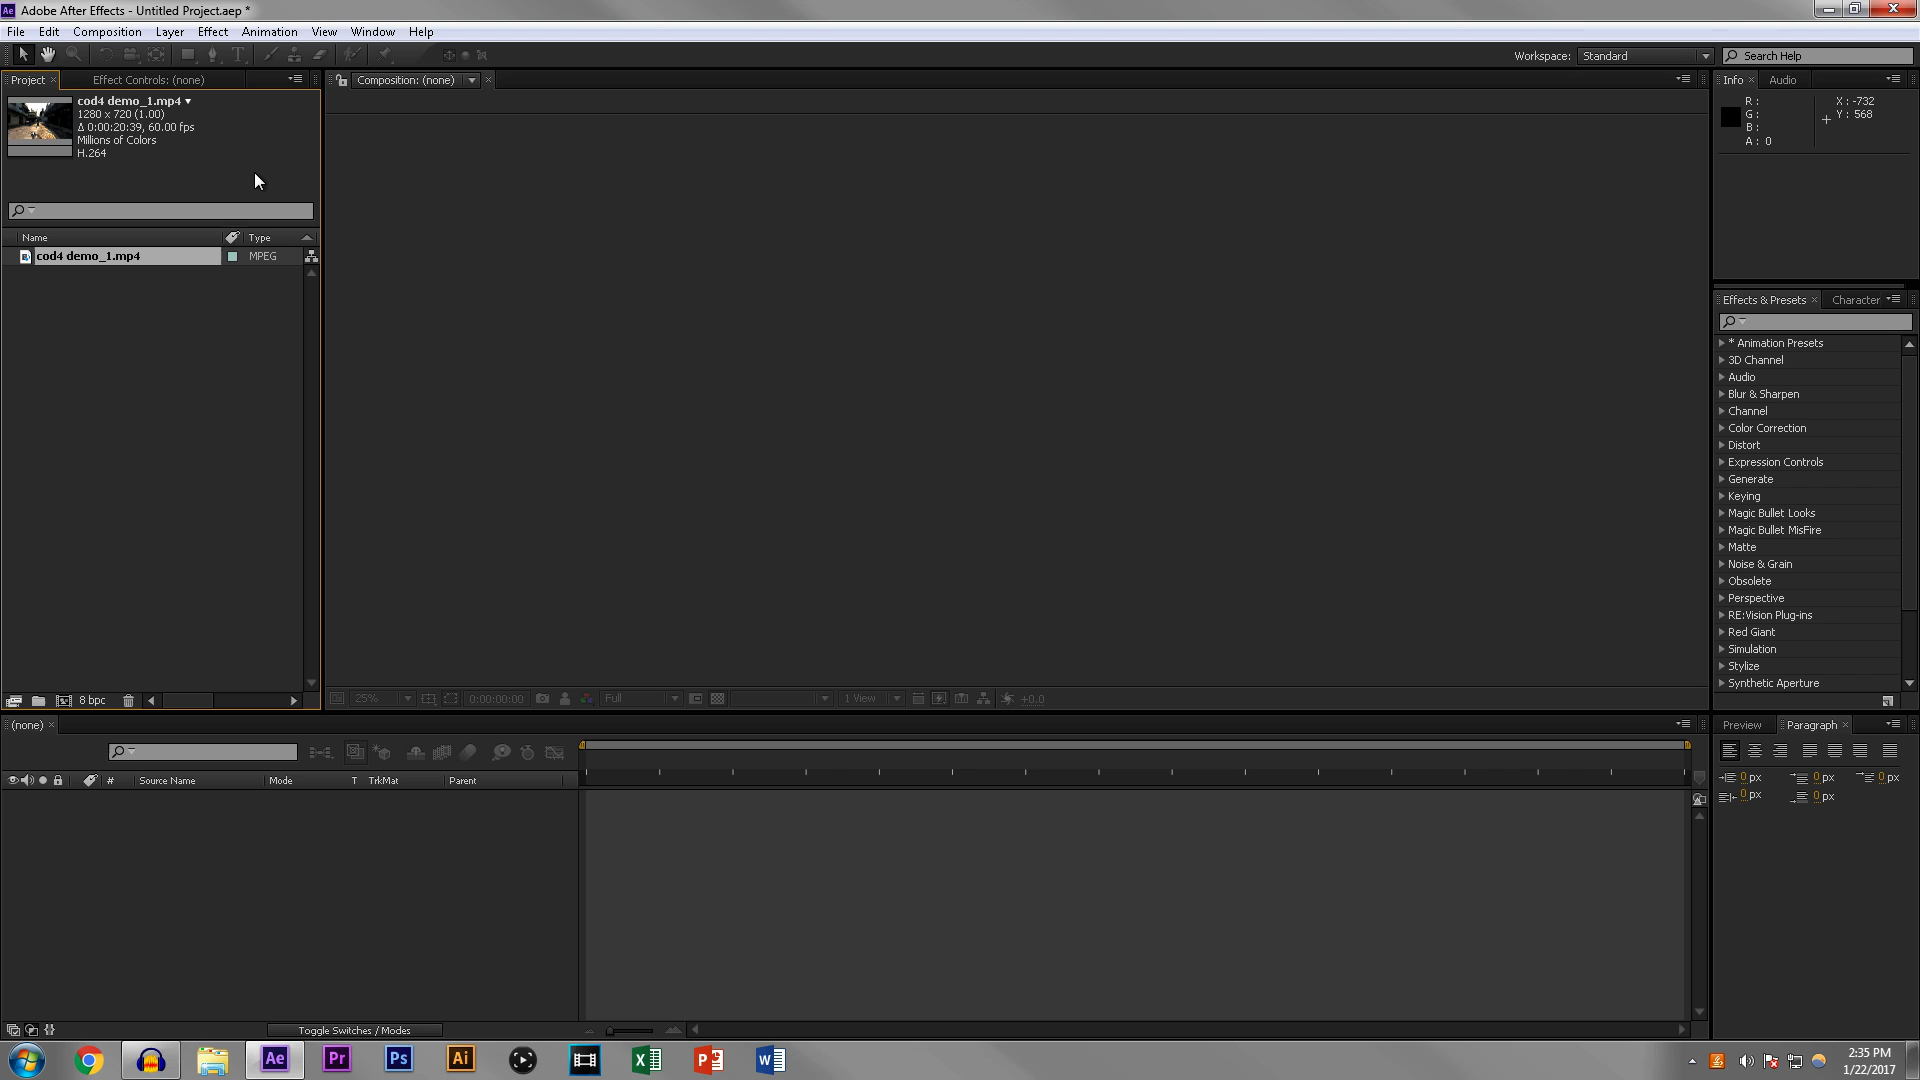 Ae Adobe After Effects - Untitled Project.aep *
File Edit Composition Layer Effect Animation View Window Help
T Workspace: Standard Search Help
Project × Effect Controls: (none)
cod4 demo_1.mp4 ▾
1280 x 720 (1.00)
Δ 0:00:20:39, 60.00 fps
Millions of Colors
H.264
Name Type
cod4 demo_1.mp4 MPEG
8 bpc
Composition: (none)
25% 0:00:00:00 Full 1 View +0.0
Info × Audio
R :
G :
B :
A : 0
X : -732
Y : 568
Effects & Presets × Character
* Animation Presets
3D Channel
Audio
Blur & Sharpen
Channel
Color Correction
Distort
Expression Controls
Generate
Keying
Magic Bullet Looks
Magic Bullet MisFire
Matte
Noise & Grain
Obsolete
Perspective
RE:Vision Plug-ins
Red Giant
Simulation
Stylize
Synthetic Aperture
(none) ×
# Source Name Mode T TrkMat Parent
Toggle Switches / Modes
Preview Paragraph ×
0 px 0 px 0 px
0 px 0 px
Ae Pr Ps Ai X P W
2:35 PM
1/22/2017